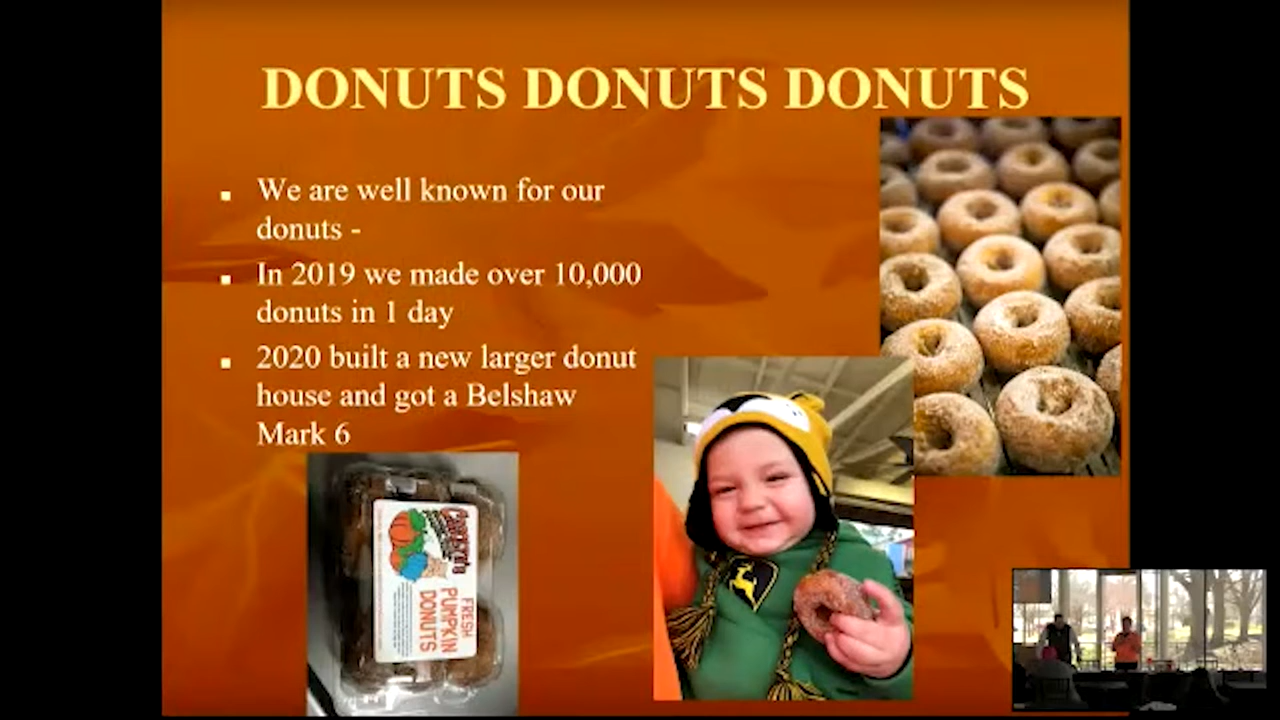 DONUTS DONUTS DONUTS
We are well known for our
donuts -
In 2019 we made over 10,000
donuts in 1 day
2020 built a new larger donut
house and got a Belshaw
Mark 6
FRESH
PUMPKIN
DONUTS